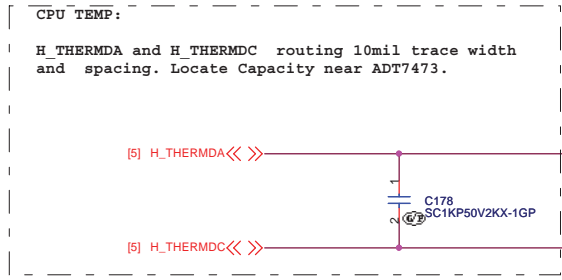 CPU TEMP:
H_THERMDA and H_THERMDC routing 10mil trace width
and spacing. Locate Capacity near ADT7473.
[5] H_THERMDA
1
C178
SC1KP50V2KX-1GP
2
G/P
[5] H_THERMDC